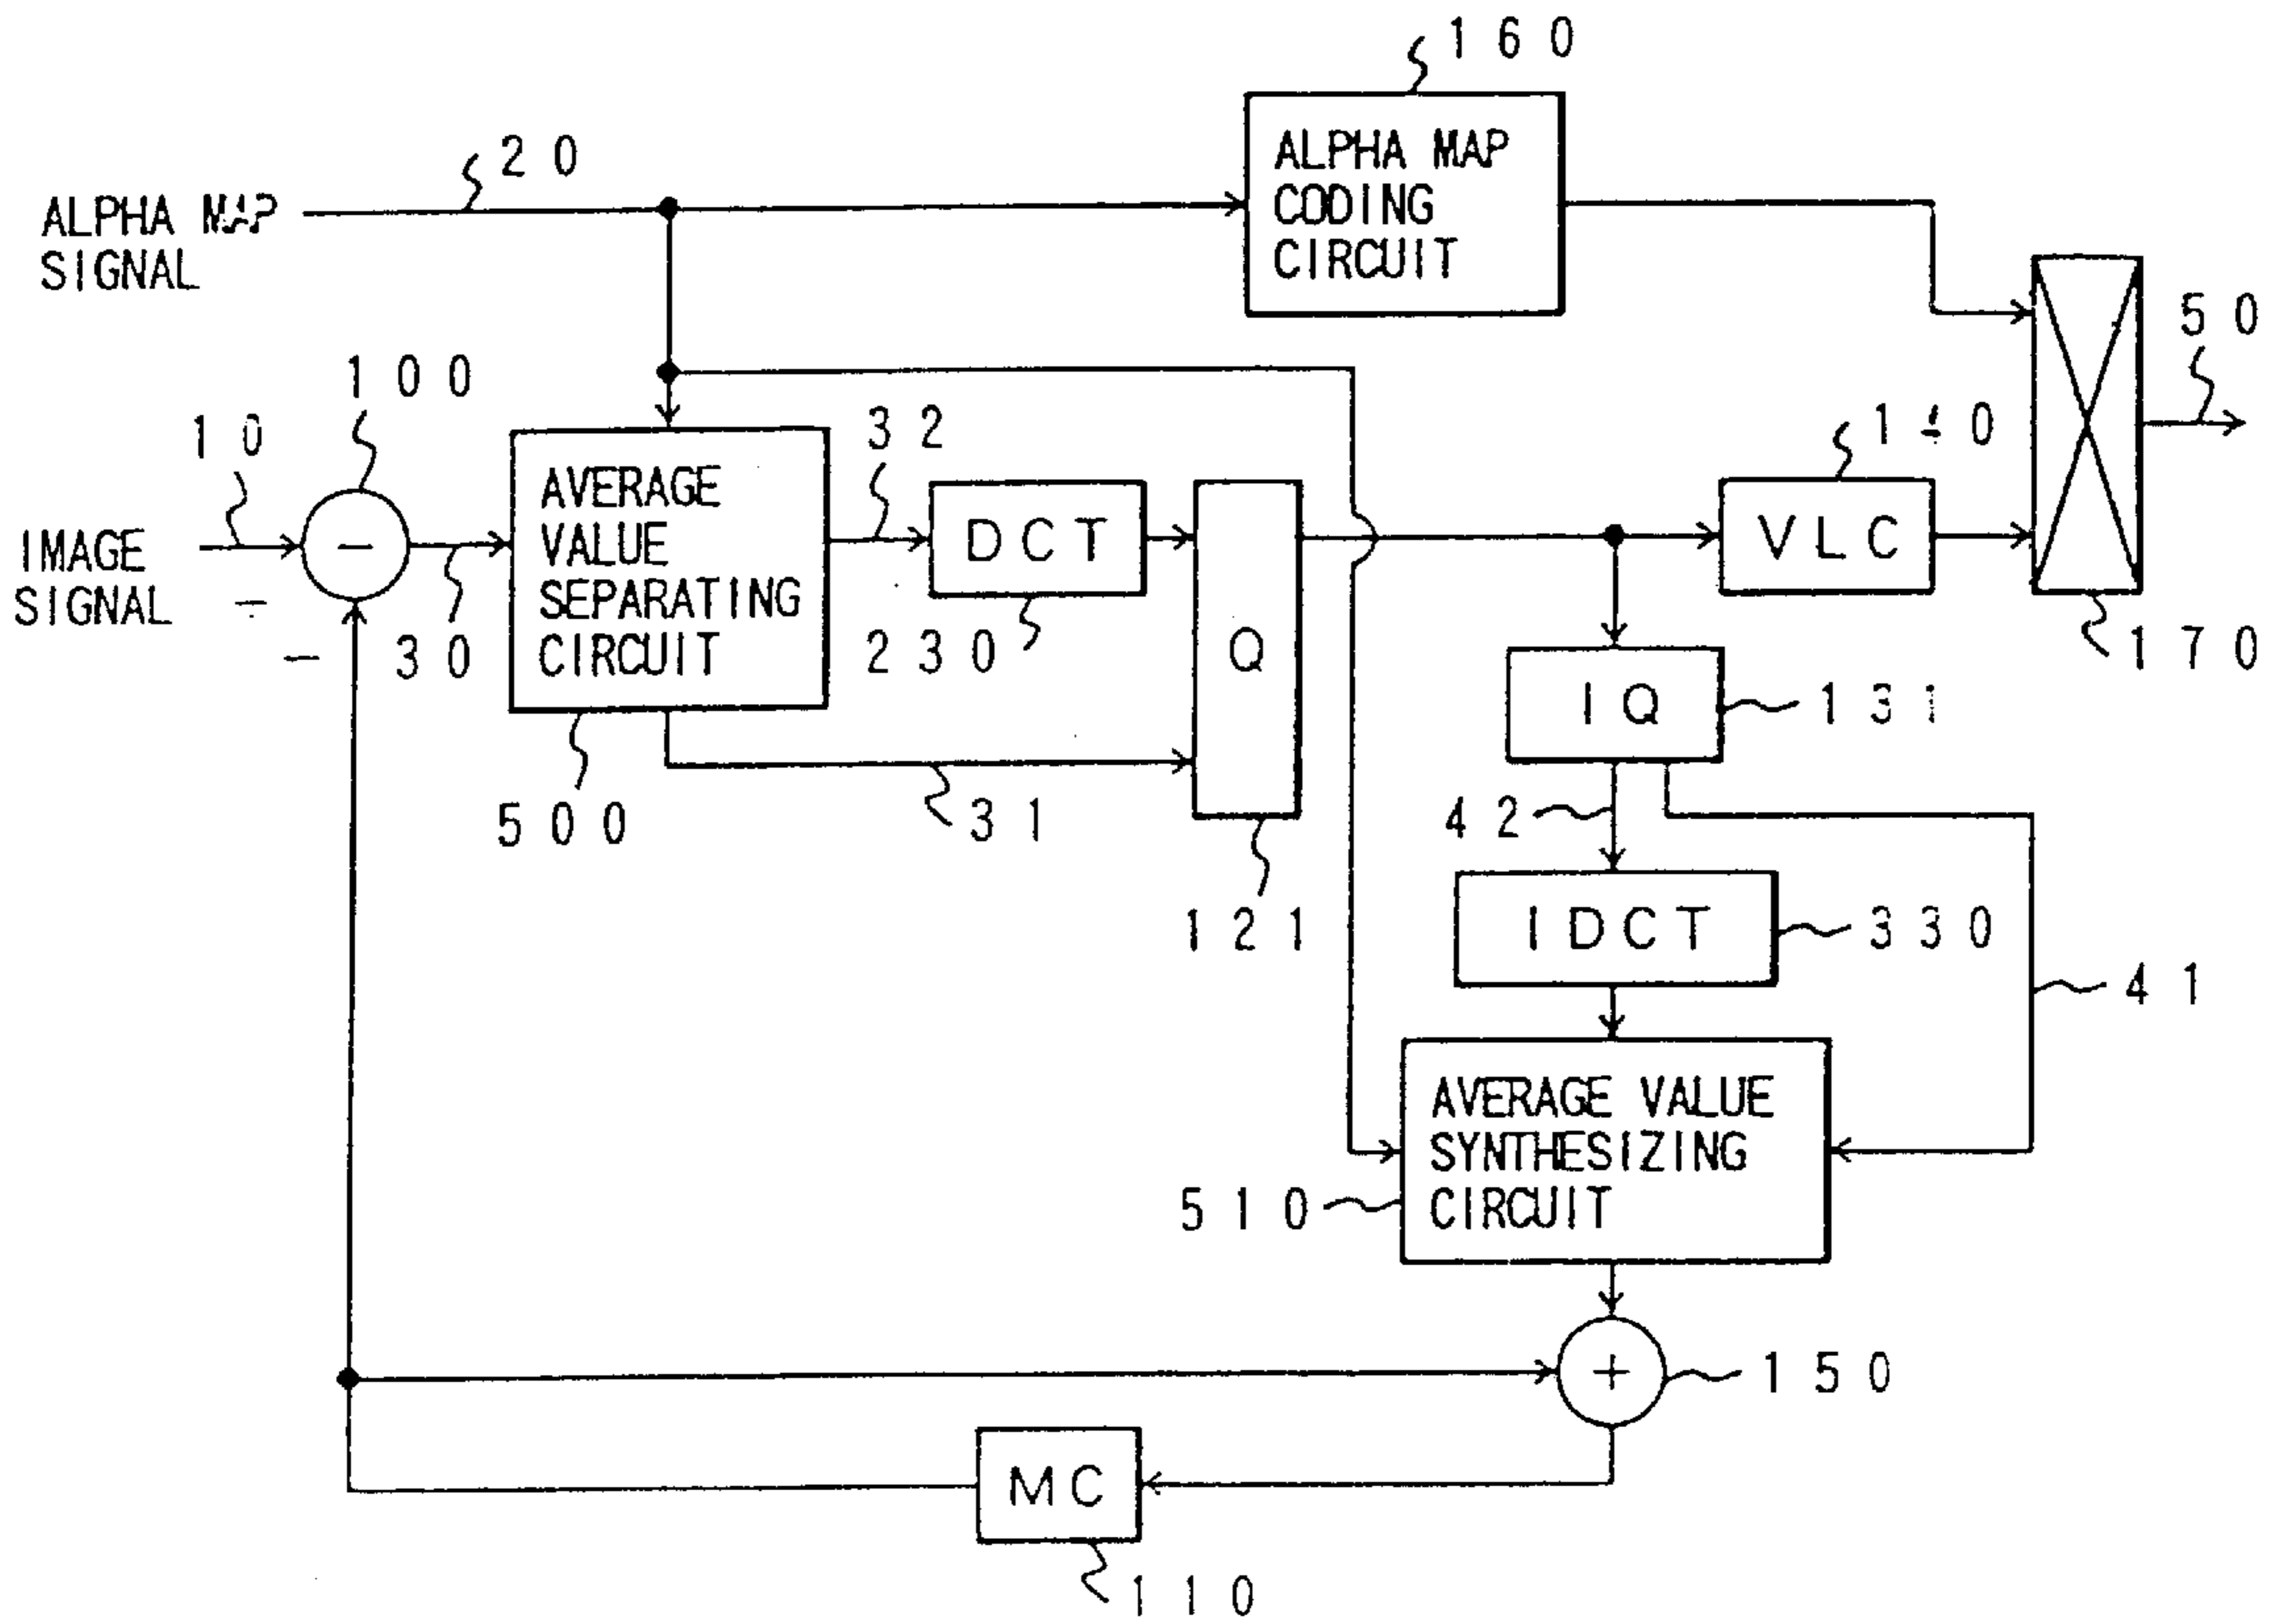 160
ALPHA MAP
CODING
CIRCUIT
20
ALPHA MAP
SIGNAL
50
100
10
32
140
AVERAGE
VALUE
SEPARATING
CIRCUIT
DCT
Q
VLC
IMAGE
SIGNAL
−
−
−
30
230
170
IQ
131
500
31
42
121
IDCT
330
41
AVERAGE VALUE
SYNTHESIZING
CIRCUIT
510
+
150
MC
110